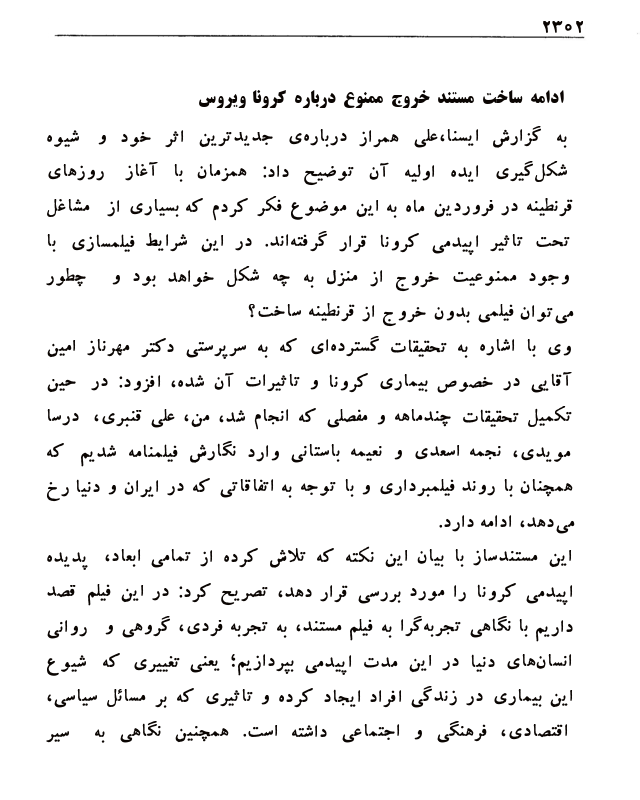 ۲۳۰۲
ادامه ساخت مستند خروج ممنوع درباره کرونا ویروس
به گزارش ایسنا،علی همراز درباره‌ی جدیدترین اثر خود و شیوه
شکل‌گیری ایده اولیه آن توضیح داد: همزمان با آغاز روزهای
قرنطینه در فروردین ماه به این موضوع فکر کردم که بسیاری از مشاغل
تحت تاثیر اپیدمی کرونا قرار گرفته‌اند. در این شرایط فیلمسازی با
وجود ممنوعیت خروج از منزل به چه شکل خواهد بود و چطور
می‌توان فیلمی بدون خروج از قرنطینه ساخت؟
وی با اشاره به تحقیقات گسترده‌ای که به سرپرستی دکتر مهرناز امین
آقایی در خصوص بیماری کرونا و تاثیرات آن شده، افزود: در حین
تکمیل تحقیقات چندماهه و مفصلی که انجام شد، من، علی قنبری، درسا
مویدی، نجمه اسعدی و نعیمه باستانی وارد نگارش فیلمنامه شدیم که
همچنان با روند فیلمبرداری و با توجه به اتفاقاتی که در ایران و دنیا رخ
می‌دهد، ادامه دارد.
این مستندساز با بیان این نکته که تلاش کرده از تمامی ابعاد، پدیده
اپیدمی کرونا را مورد بررسی قرار دهد، تصریح کرد: در این فیلم قصد
داریم با نگاهی تجربه‌گرا به فیلم مستند، به تجربه فردی، گروهی و روانی
انسان‌های دنیا در این مدت اپیدمی بپردازیم؛ یعنی تغییری که شیوع
این بیماری در زندگی افراد ایجاد کرده و تاثیری که بر مسائل سیاسی،
اقتصادی، فرهنگی و اجتماعی داشته است. همچنین نگاهی به سیر